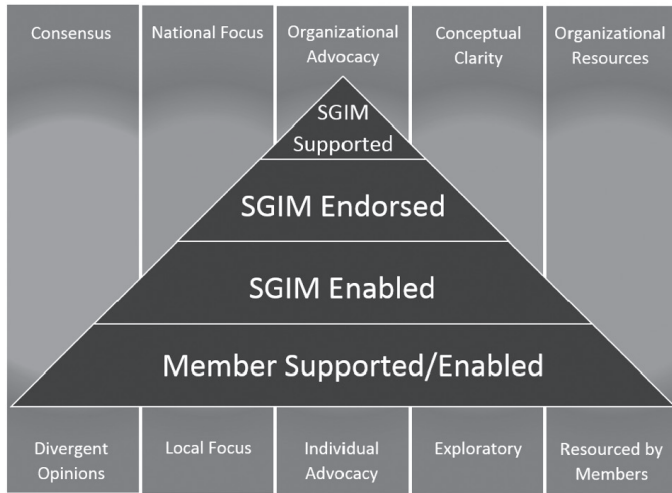 Consensus
National Focus
Organizational
Advocacy
Conceptual
Clarity
Organizational
Resources
SGIM
Supported
SGIM Endorsed
SGIM Enabled
Member Supported/Enabled
Divergent
Opinions
Local Focus
Individual
Advocacy
Exploratory
Resourced by
Members